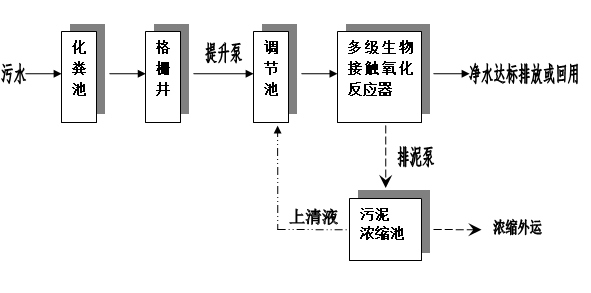 污水
化粪池
格栅井
提升泵
调节池
多级生物
接触氧化
反应器
净水达标排放或回用
排泥泵
上清液
污泥
浓缩池
浓缩外运